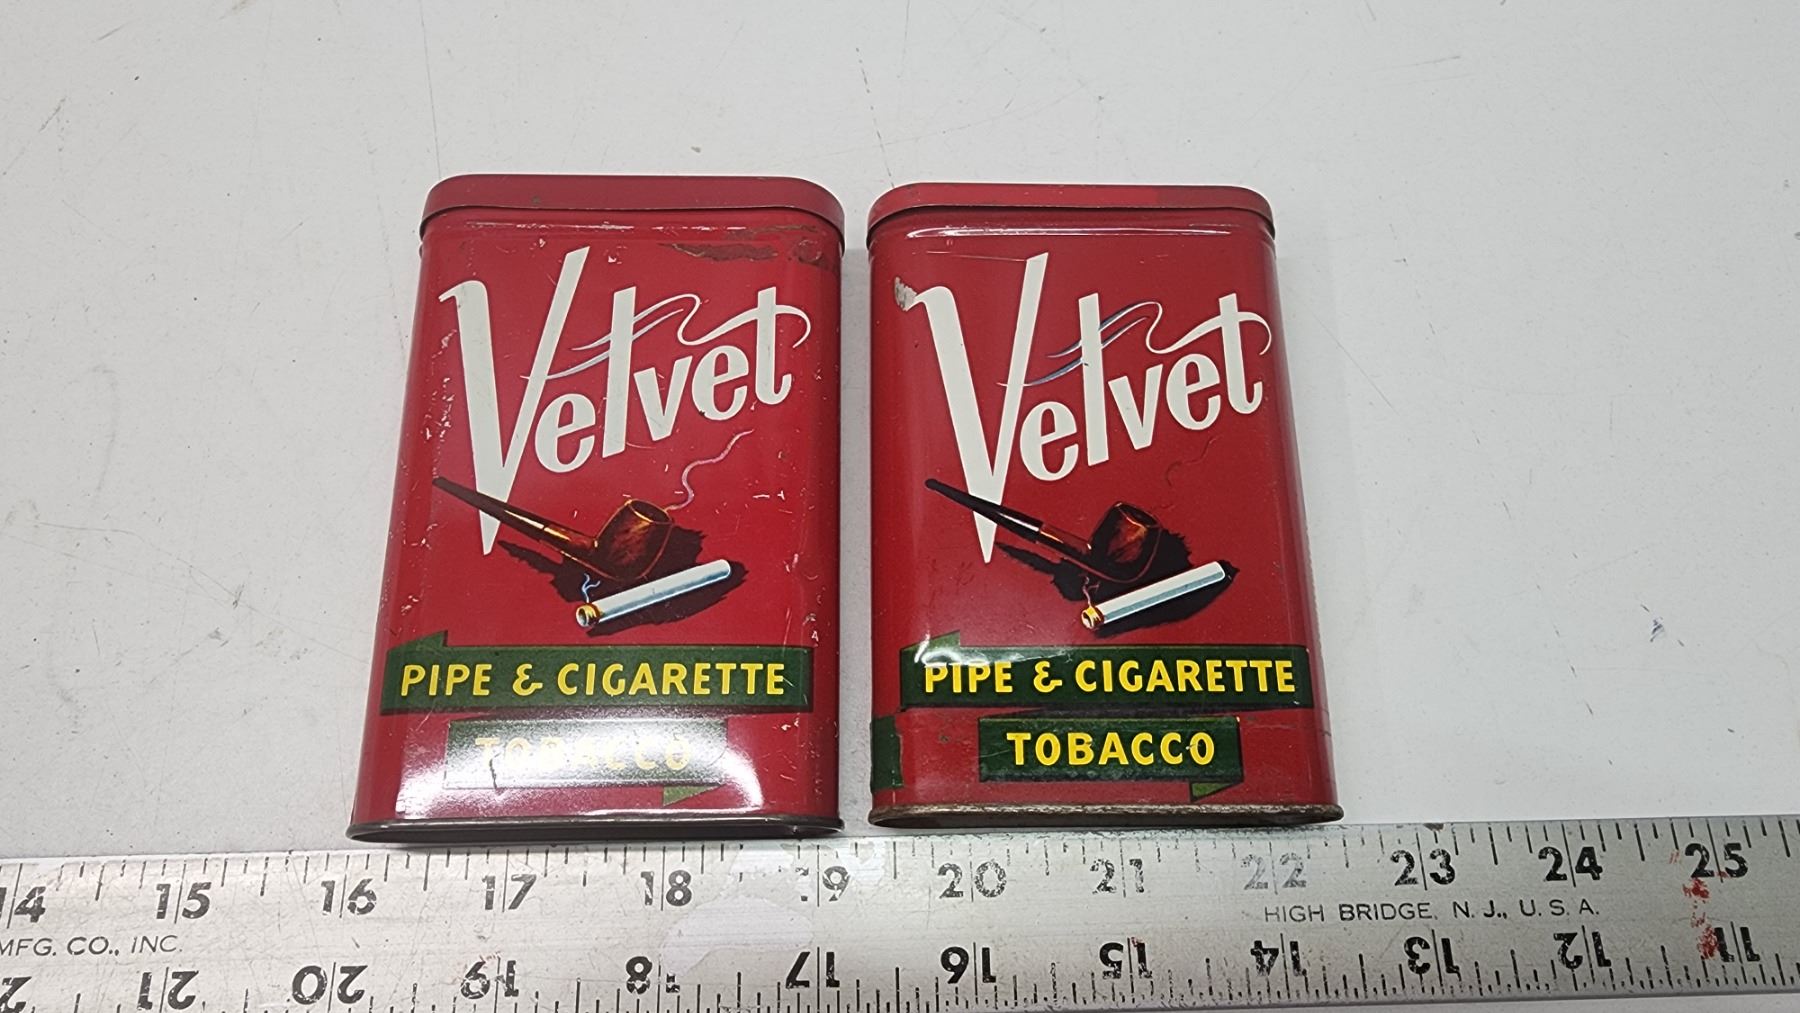 Velvet
PIPE & CIGARETTE
TOBACCO
Velvet
PIPE & CIGARETTE
TOBACCO
14 15 16 17 18 19 20 21 22 23 24 25
HIGH BRIDGE, N. J., U. S. A.
MFG. CO., INC.
21 20 19 18 17 16 15 14 13 12 11